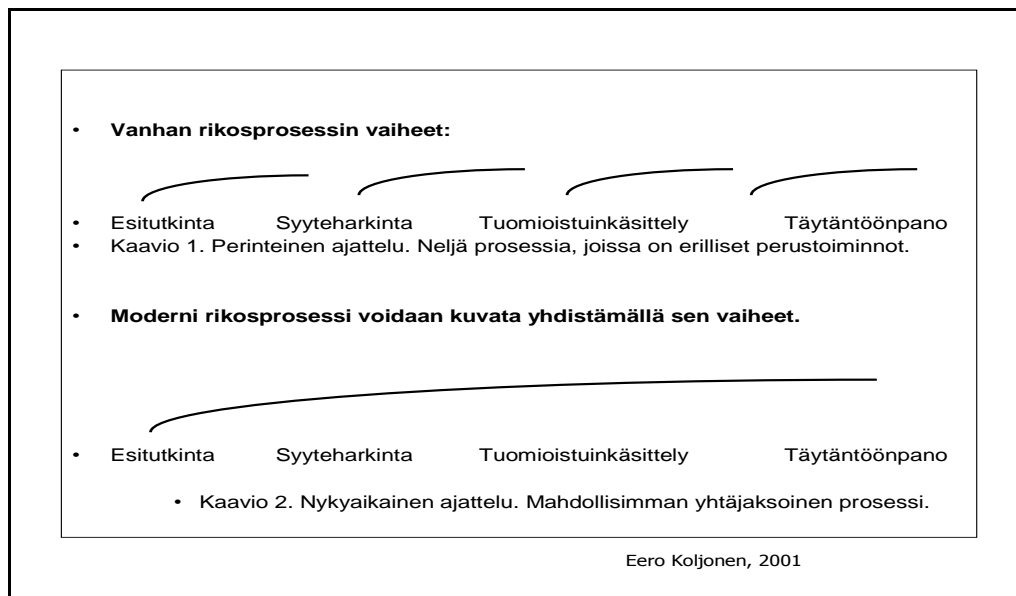 • Vanhan rikosprosessin vaiheet:
• Esitutkinta Syyteharkinta Tuomioistuinkäsittely Täytäntöönpano
• Kaavio 1. Perinteinen ajattelu. Neljä prosessia, joissa on erilliset perustoiminnot.
• Moderni rikosprosessi voidaan kuvata yhdistämällä sen vaiheet.
• Esitutkinta Syyteharkinta Tuomioistuinkäsittely Täytäntöönpano
• Kaavio 2. Nykyaikainen ajattelu. Mahdollisimman yhtäjaksoinen prosessi.
Eero Koljonen, 2001